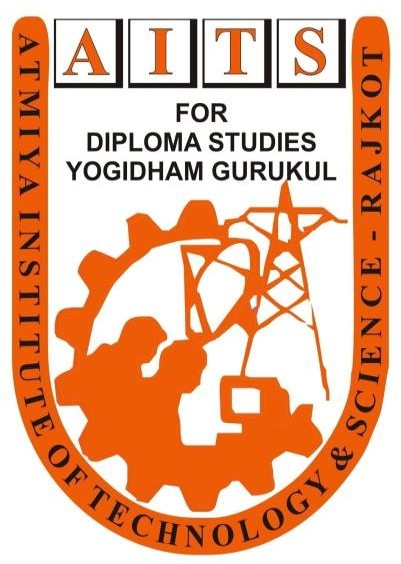 AITS
FOR
DIPLOMA STUDIES
YOGIDHAM GURUKUL
ATMIYA INSTITUTE OF TECHNOLOGY & SCIENCE - RAJKOT